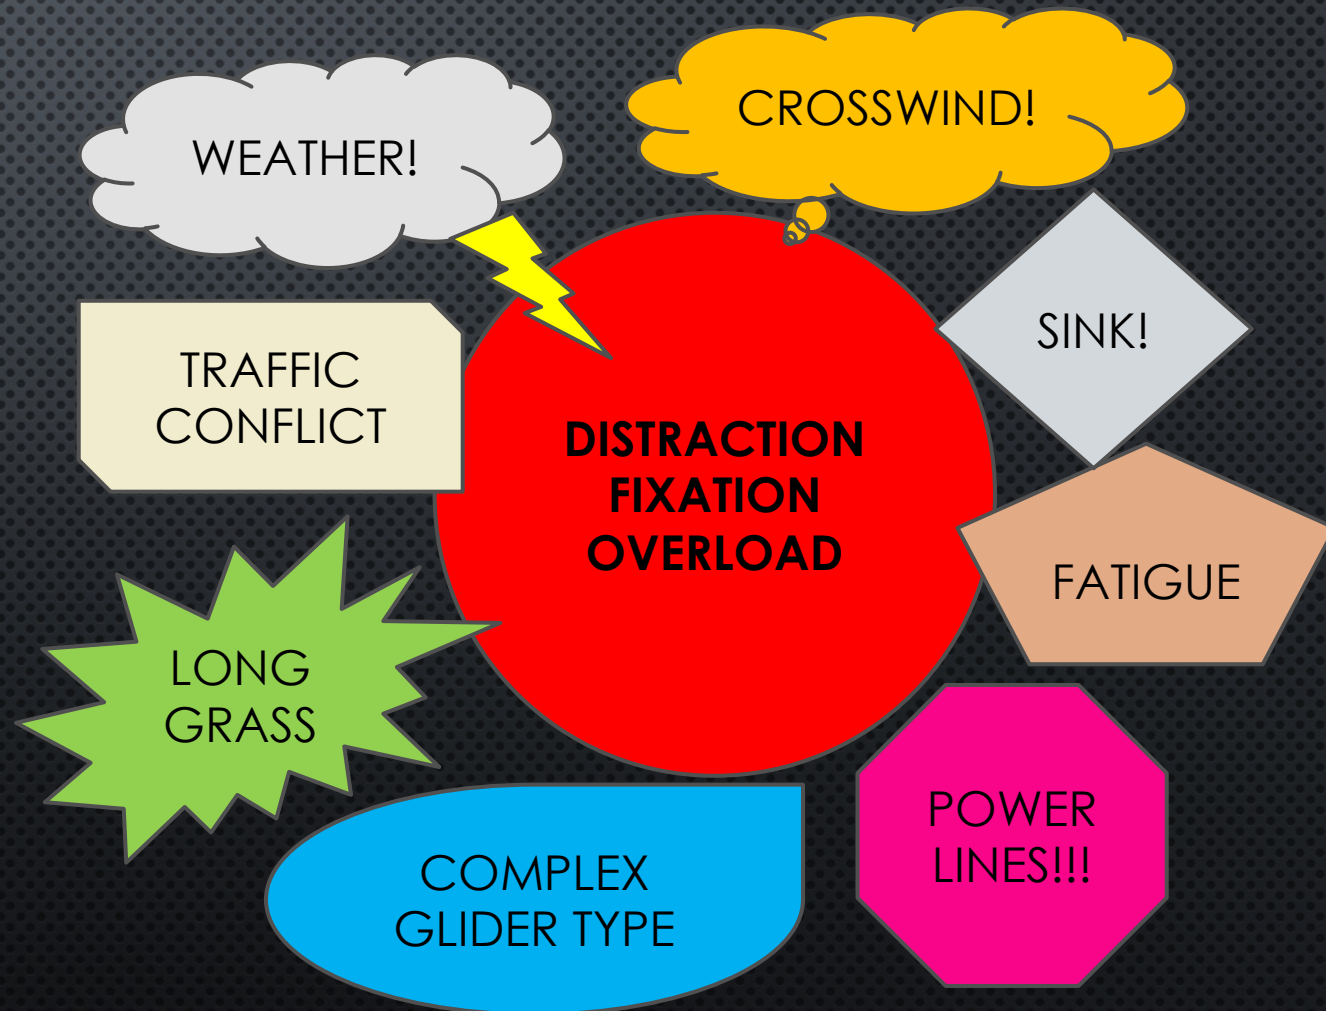 WEATHER!
CROSSWIND!
TRAFFIC
CONFLICT
SINK!
DISTRACTION
FIXATION
OVERLOAD
FATIGUE
LONG
GRASS
POWER
LINES!!!
COMPLEX
GLIDER TYPE